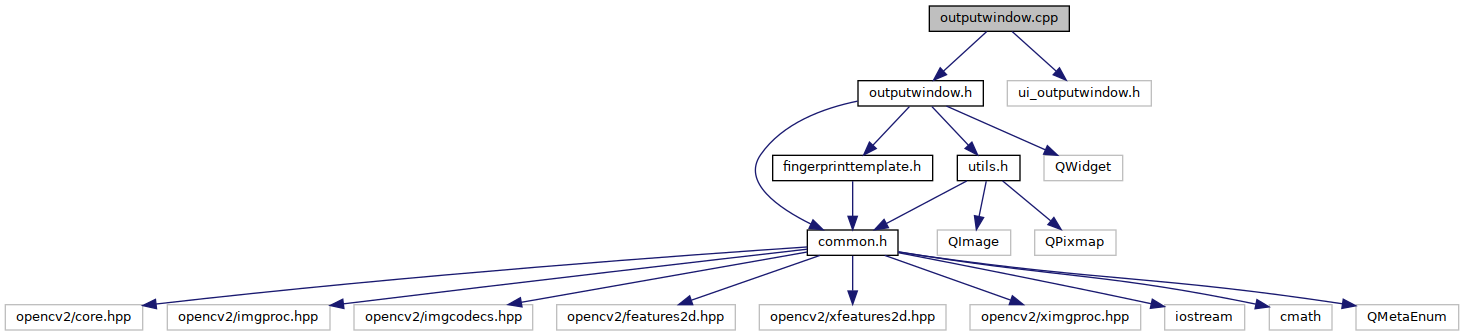 outputwindow.cpp
outputwindow.h
ui_outputwindow.h
fingerprinttemplate.h
utils.h
QWidget
common.h
QImage
QPixmap
opencv2/core.hpp
opencv2/imgproc.hpp
opencv2/imgcodecs.hpp
opencv2/features2d.hpp
opencv2/xfeatures2d.hpp
opencv2/ximgproc.hpp
iostream
cmath
QMetaEnum